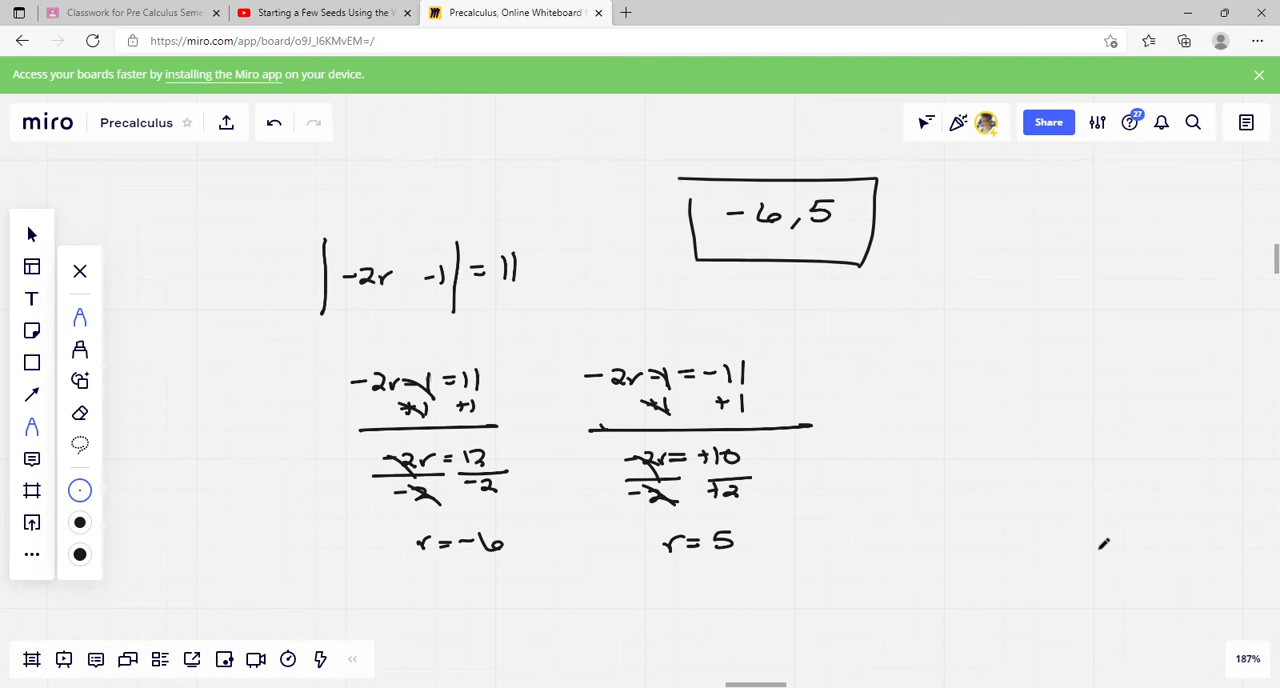 Classwork for Pre Calculus Seme
Starting a Few Seeds Using the W
Precalculus, Online Whiteboard
https://miro.com/app/board/o9J_l6KMvEM=/
Access your boards faster by installing the Miro app on your device.
miro
Precalculus
Share
27
-6, 5
|-2r -1| = 11
-2r-1 = 11
+1 +1
-2r = 12
-2 -2
r = -6
-2r-1 = -11
+1 +1
-2r = +10
-2 +2
r = 5
187%